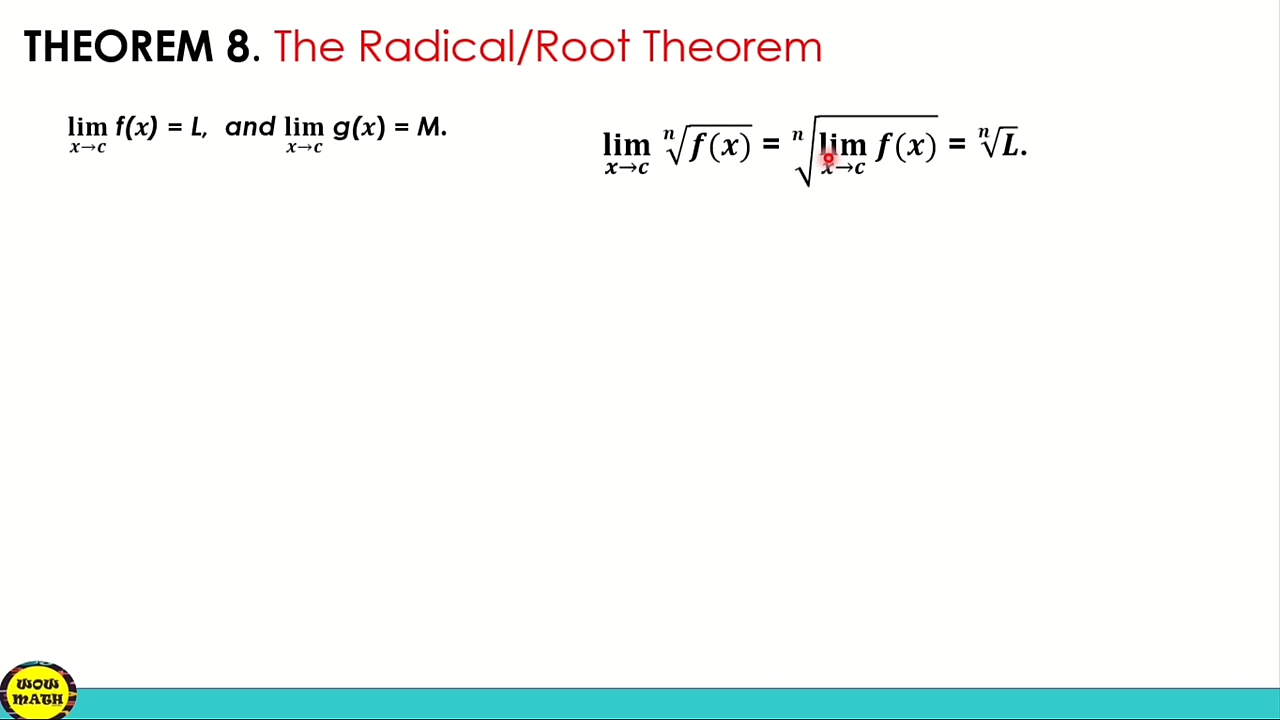 THEOREM 8. The Radical/Root Theorem
lim x→c f(x) = L, and lim x→c g(x) = M.
lim x→c ⁿ√f(x) = ⁿ√lim x→c f(x) = ⁿ√L.
WOW
MATH